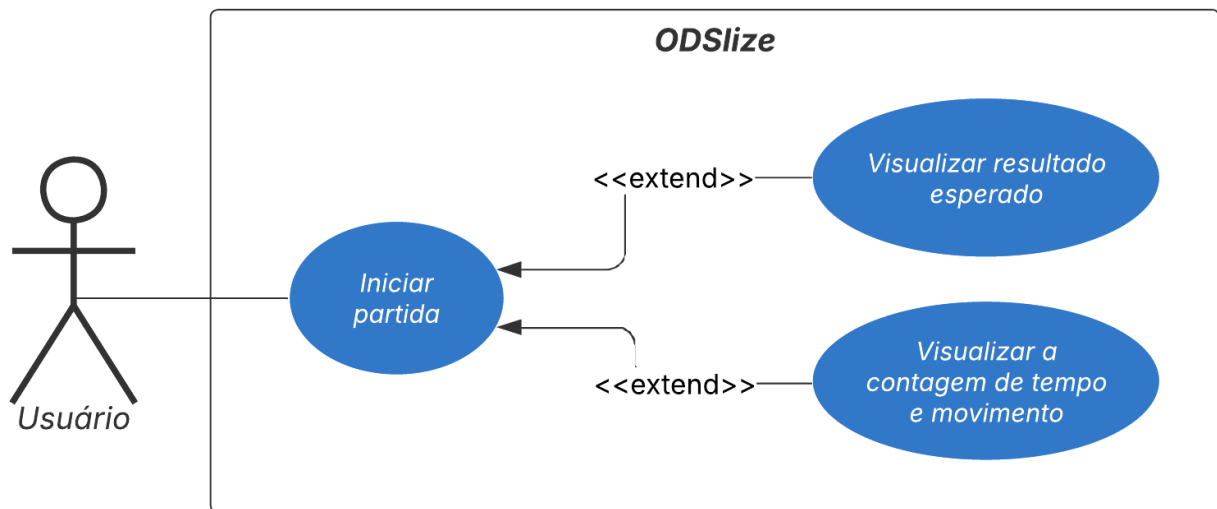 ODSlize
Visualizar resultado
esperado
<<extend>>
Iniciar
partida
Visualizar a
contagem de tempo
e movimento
<<extend>>
Usuário